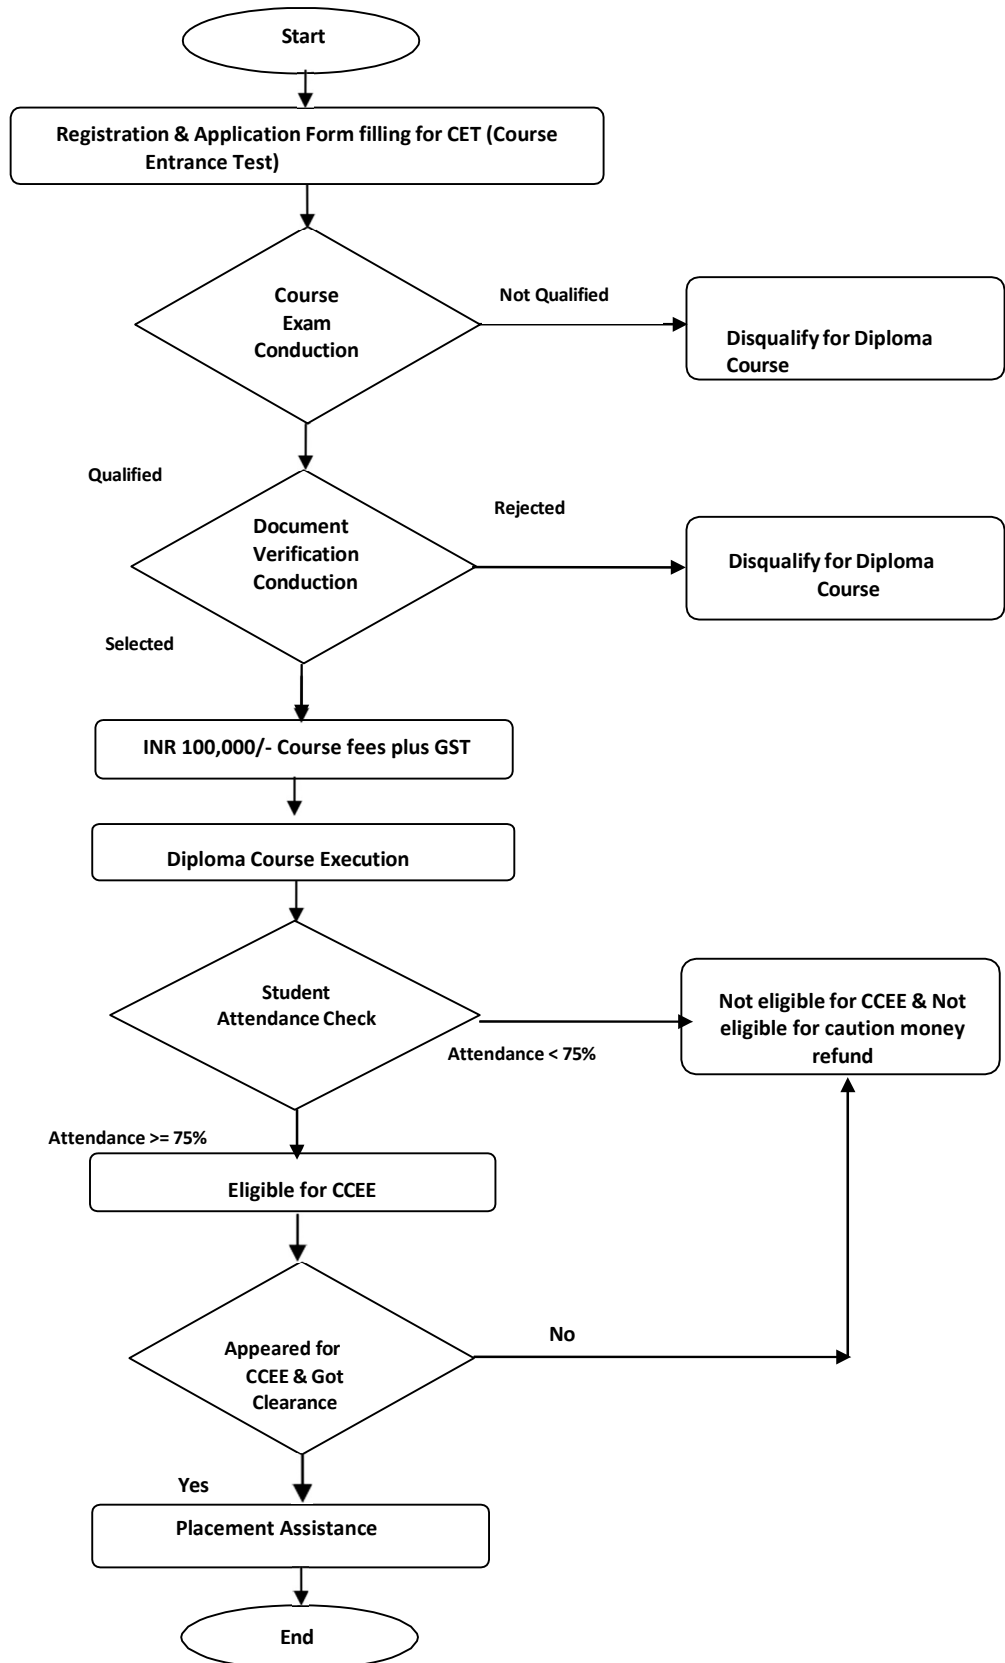 Start
Registration & Application Form filling for CET (Course
Entrance Test)
Course
Exam
Conduction
Not Qualified
Disqualify for Diploma
Course
Qualified
Document
Verification
Conduction
Rejected
Disqualify for Diploma
Course
Selected
INR 100,000/- Course fees plus GST
Diploma Course Execution
Student
Attendance Check
Attendance < 75%
Not eligible for CCEE & Not
eligible for caution money
refund
Attendance >= 75%
Eligible for CCEE
Appeared for
CCEE & Got
Clearance
No
Yes
Placement Assistance
End